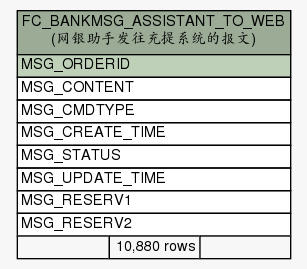 FC_BANKMSG_ASSISTANT_TO_WEB
(网银助手发往充提系统的报文)
MSG_ORDERID
MSG_CONTENT
MSG_CMDTYPE
MSG_CREATE_TIME
MSG_STATUS
MSG_UPDATE_TIME
MSG_RESERV1
MSG_RESERV2
10,880 rows